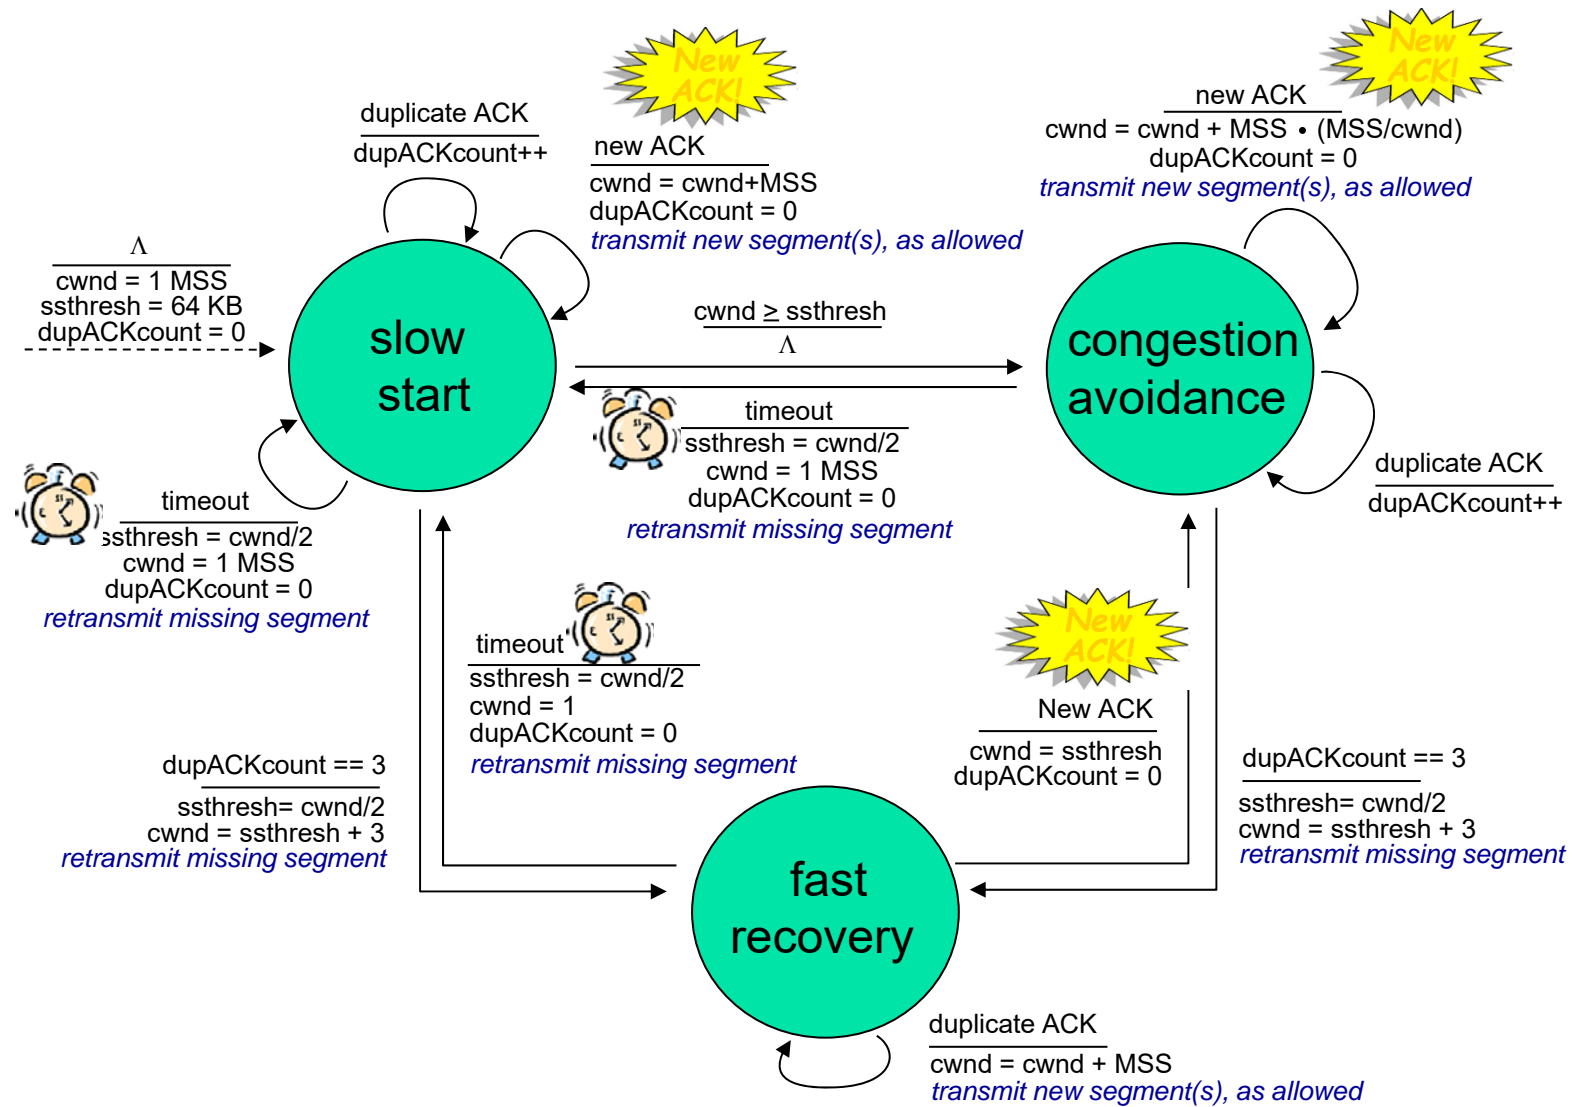 New
ACK!
New
ACK!
duplicate ACK
dupACKcount++
new ACK
cwnd = cwnd+MSS
dupACKcount = 0
transmit new segment(s), as allowed
new ACK
cwnd = cwnd + MSS • (MSS/cwnd)
dupACKcount = 0
transmit new segment(s), as allowed
Λ
cwnd = 1 MSS
ssthresh = 64 KB
dupACKcount = 0
slow
start
cwnd ≥ ssthresh
Λ
congestion
avoidance
timeout
ssthresh = cwnd/2
cwnd = 1 MSS
dupACKcount = 0
retransmit missing segment
timeout
ssthresh = cwnd/2
cwnd = 1 MSS
dupACKcount = 0
retransmit missing segment
duplicate ACK
dupACKcount++
timeout
ssthresh = cwnd/2
cwnd = 1
dupACKcount = 0
retransmit missing segment
New
ACK!
New ACK
cwnd = ssthresh
dupACKcount = 0
dupACKcount == 3
ssthresh= cwnd/2
cwnd = ssthresh + 3
retransmit missing segment
dupACKcount == 3
ssthresh= cwnd/2
cwnd = ssthresh + 3
retransmit missing segment
fast
recovery
duplicate ACK
cwnd = cwnd + MSS
transmit new segment(s), as allowed